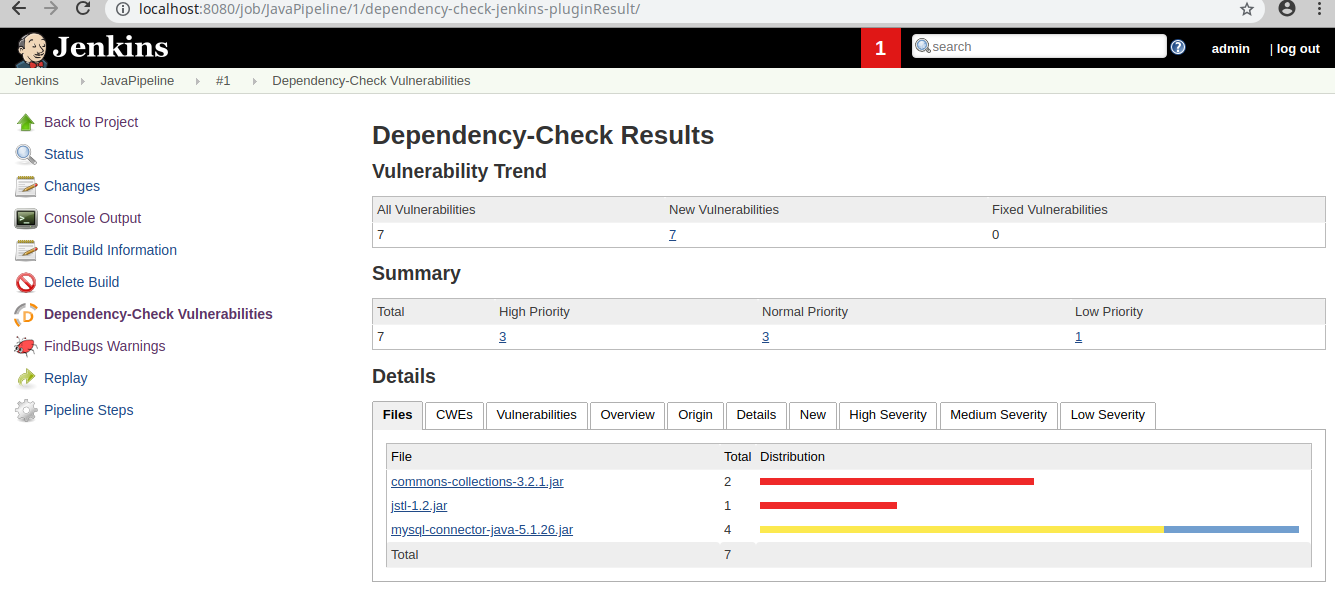 localhost:8080/job/JavaPipeline/1/dependency-check-jenkins-pluginResult/
Jenkins 1 search ? admin | log out
Jenkins JavaPipeline #1 Dependency-Check Vulnerabilities
Back to Project
Status
Changes
Console Output
Edit Build Information
Delete Build
D Dependency-Check Vulnerabilities
FindBugs Warnings
Replay
Pipeline Steps
Dependency-Check Results
Vulnerability Trend
All Vulnerabilities New Vulnerabilities Fixed Vulnerabilities
7 7 0
Summary
Total High Priority Normal Priority Low Priority
7 3 3 1
Details
Files CWEs Vulnerabilities Overview Origin Details New High Severity Medium Severity Low Severity
File Total Distribution
commons-collections-3.2.1.jar 2
jstl-1.2.jar 1
mysql-connector-java-5.1.26.jar 4
Total 7